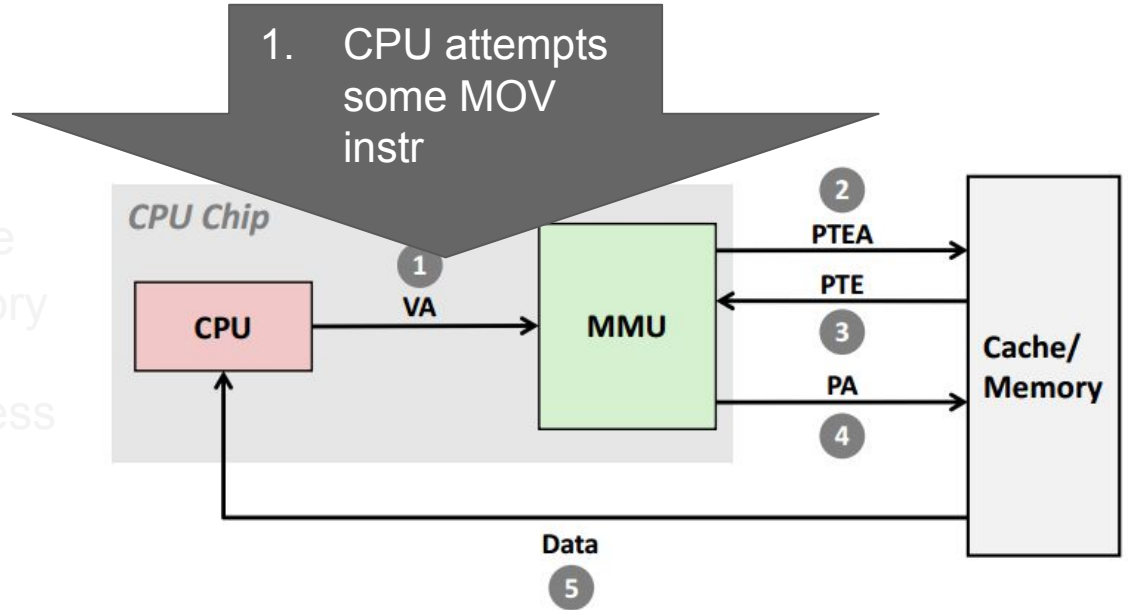 1. CPU attempts
some MOV
instr
CPU Chip
1
VA
CPU
MMU
2
PTEA
PTE
3
PA
4
Cache/
Memory
Data
5